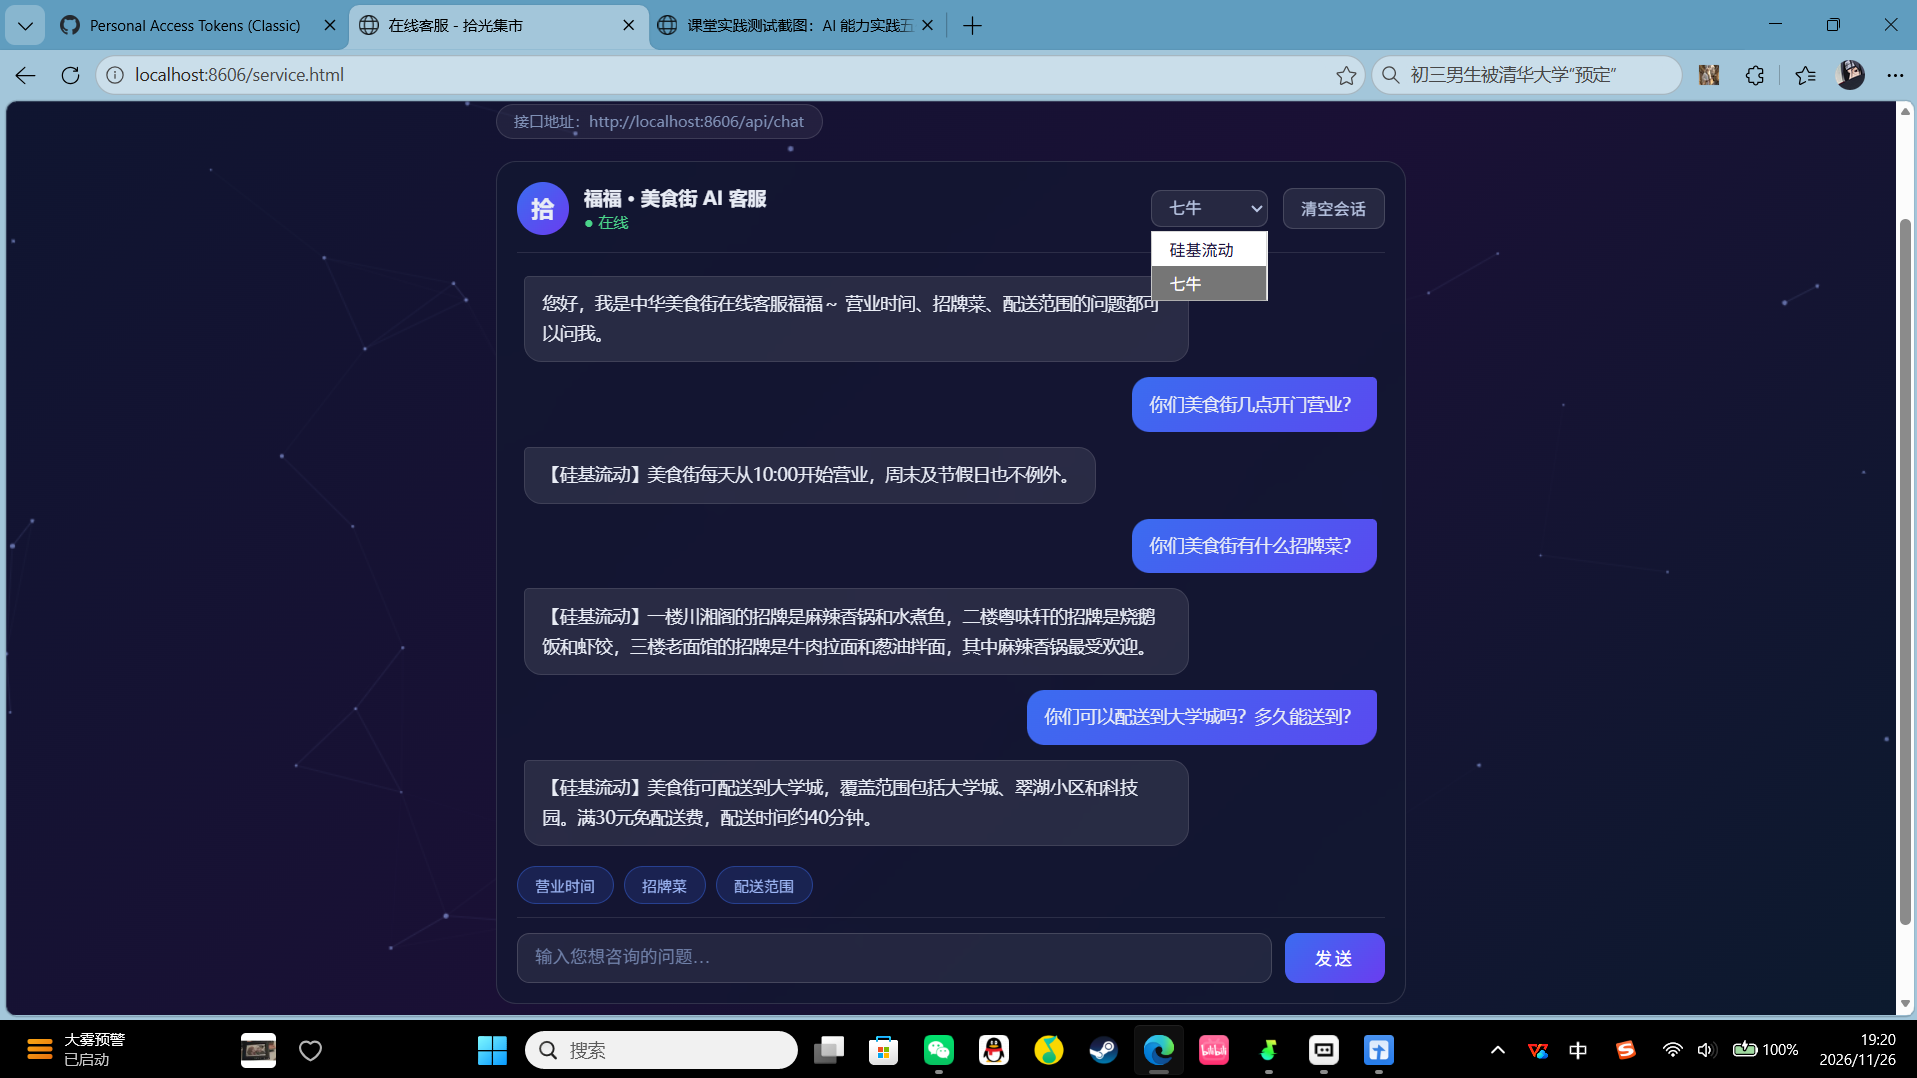 Personal Access Tokens (Classic)
在线客服 - 拾光集市
课堂实践测试截图：AI 能力实践五
localhost:8606/service.html
初三男生被清华大学“预定”
接口地址：http://localhost:8606/api/chat
拾
福福 • 美食街 AI 客服
在线
七牛
清空会话
硅基流动
七牛
您好，我是中华美食街在线客服福福～ 营业时间、招牌菜、配送范围的问题都可
以问我。
你们美食街几点开门营业？
【硅基流动】美食街每天从10:00开始营业，周末及节假日也不例外。
你们美食街有什么招牌菜？
【硅基流动】一楼川湘阁的招牌是麻辣香锅和水煮鱼，二楼粤味轩的招牌是烧鹅
饭和虾饺，三楼老面馆的招牌是牛肉拉面和葱油拌面，其中麻辣香锅最受欢迎。
你们可以配送到大学城吗？多久能送到？
【硅基流动】美食街可配送到大学城，覆盖范围包括大学城、翠湖小区和科技
园。满30元免配送费，配送时间约40分钟。
营业时间
招牌菜
配送范围
输入您想咨询的问题...
发送
大雾预警
已启动
搜索
bilibili
中
100%
19:20
2026/11/26